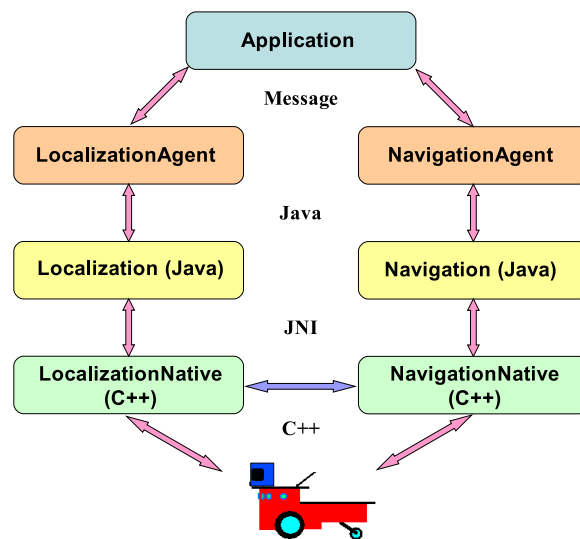 Application
Message
LocalizationAgent
NavigationAgent
Java
Localization (Java)
Navigation (Java)
JNI
LocalizationNative
(C++)
NavigationNative
(C++)
C++